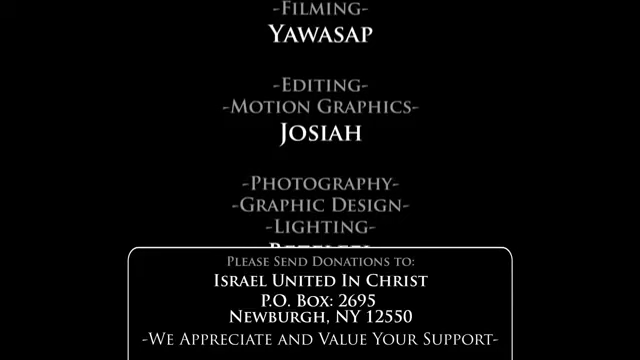 -Filming-
Yawasap
-Editing-
-Motion Graphics-
Josiah
-Photography-
-Graphic Design-
-Lighting-
Please Send Donations to:
Israel United In Christ
P.O. Box: 2695
Newburgh, NY 12550
-We Appreciate and Value Your Support-